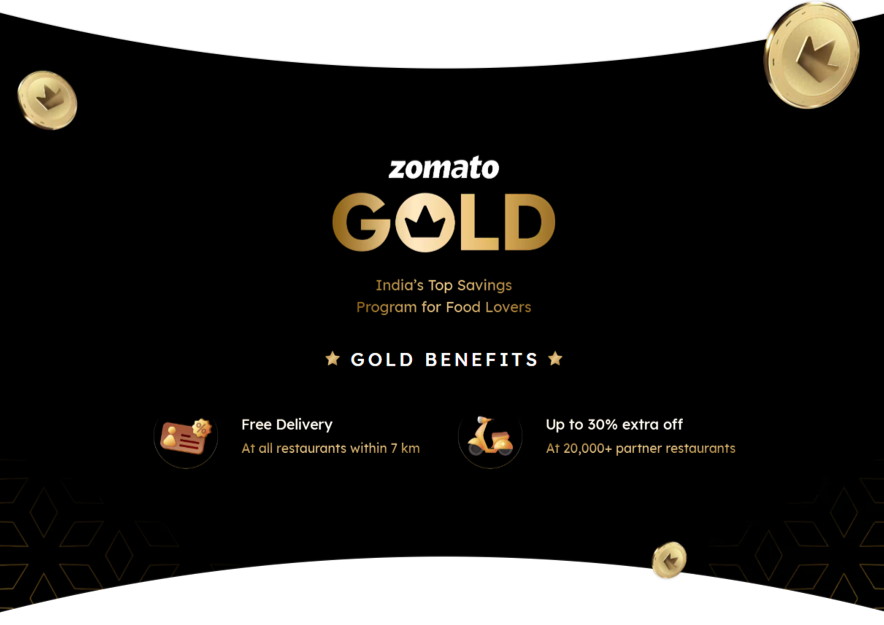 zomato
GOLD
India’s Top Savings
Program for Food Lovers
GOLD BENEFITS
Free Delivery
At all restaurants within 7 km
%
Up to 30% extra off
At 20,000+ partner restaurants